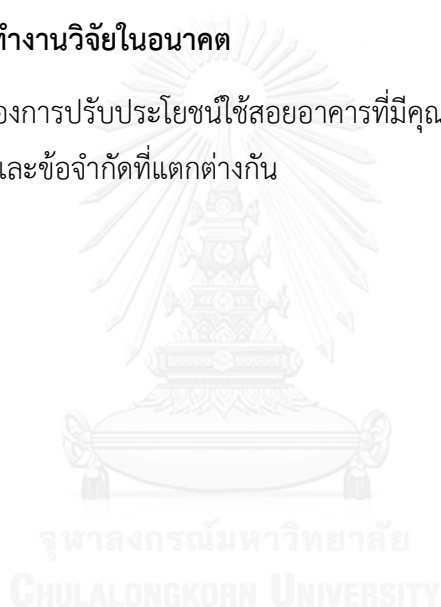 ทำงานวิจัยในอนาคต
องการปรับประโยชน์ใช้สอยอาคารที่มีคุณ
และข้อจำกัดที่แตกต่างกัน
จุฬาลงกรณ์มหาวิทยาลัย
CHULALONGKORN UNIVERSITY